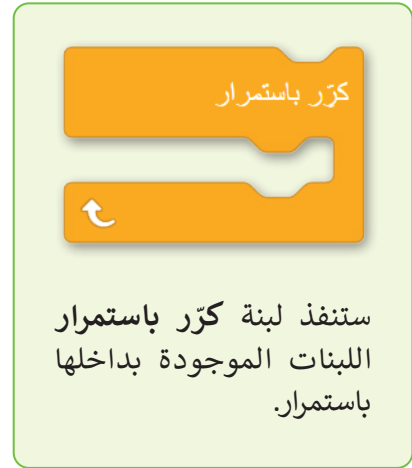 كرّر باستمرار
ستنفذ لبنة كرّر باستمرار
اللبنات الموجودة بداخلها
باستمرار.